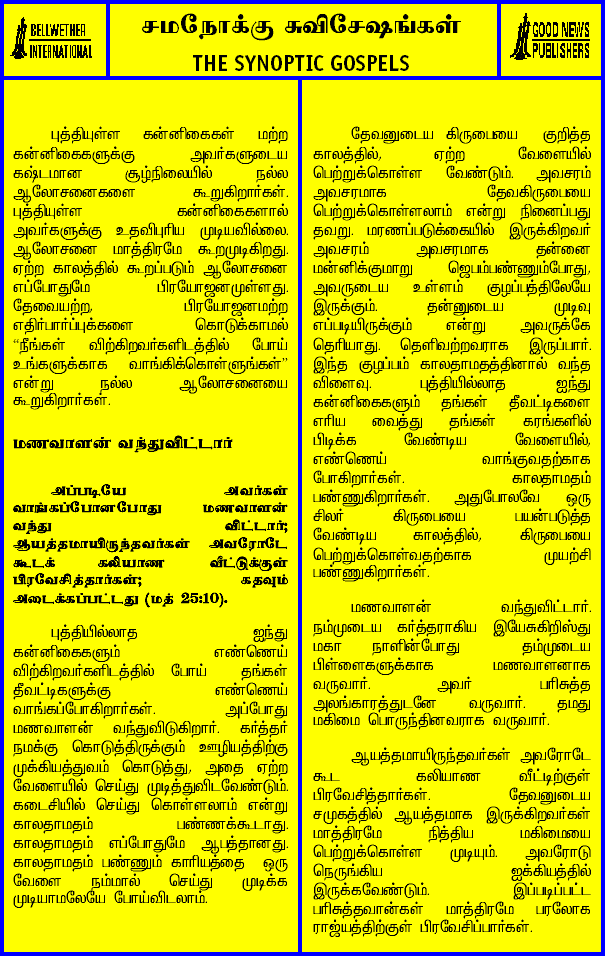 BELLWETHER
INTERNATIONAL
சமநோக்கு சுவிசேஷங்கள்
THE SYNOPTIC GOSPELS
GOOD NEWS
PUBLISHERS
புத்தியுள்ள கன்னிகைகள் மற்ற
கன்னிகைகளுக்கு அவர்களுடைய
கஷ்டமான சூழ்நிலையில் நல்ல
ஆலோசனைகளை கூறுகிறார்கள்.
புத்தியுள்ள கன்னிகைகளால்
அவர்களுக்கு உதவிபுரிய முடியவில்லை.
ஆலோசனை மாத்திரமே கூறமுடிகிறது.
ஏற்ற காலத்தில் கூறப்படும் ஆலோசனை
எப்போதுமே பிரயோஜனமுள்ளது.
தேவையற்ற, பிரயோஜனமற்ற
எதிர்பார்ப்புக்களை கொடுக்காமல்
“நீங்கள் விற்கிறவர்களிடத்தில் போய்
உங்களுக்காக வாங்கிக்கொள்ளுங்கள்”
என்று நல்ல ஆலோசனையை
கூறுகிறார்கள்.
மணவாளன் வந்துவிட்டார்
அப்படியே அவர்கள்
வாங்கப்போனபோது மணவாளன்
வந்து விட்டார்;
ஆயத்தமாயிருந்தவர்கள் அவரோடே
கூடக் கலியாண வீட்டுக்குள்
பிரவேசித்தார்கள்; கதவும்
அடைக்கப்பட்டது (மத் 25:10).
புத்தியில்லாத ஐந்து
கன்னிகைகளும் எண்ணெய்
விற்கிறவர்களிடத்தில் போய் தங்கள்
தீவட்டிகளுக்கு எண்ணெய்
வாங்கப்போகிறார்கள். அப்போது
மணவாளன் வந்துவிடுகிறார். கர்த்தர்
நமக்கு கொடுத்திருக்கும் ஊழியத்திற்கு
முக்கியத்துவம் கொடுத்து, அதை ஏற்ற
வேளையில் செய்து முடித்துவிடவேண்டும்.
கடைசியில் செய்து கொள்ளலாம் என்று
காலதாமதம் பண்ணக்கூடாது.
காலதாமதம் எப்போதுமே ஆபத்தானது.
காலதாமதம் பண்ணும் காரியத்தை ஒரு
வேளை நம்மால் செய்து முடிக்க
முடியாமலேயே போய்விடலாம்.
தேவனுடைய கிருபையை குறித்த
காலத்தில், ஏற்ற வேளையில்
பெற்றுக்கொள்ள வேண்டும். அவசரம்
அவசரமாக தேவகிருபையை
பெற்றுக்கொள்ளலாம் என்று நினைப்பது
தவறு. மரணப்படுக்கையில் இருக்கிறவர்
அவசரம் அவசரமாக தன்னை
மன்னிக்குமாறு ஜெபம்பண்ணும்போது,
அவருடைய உள்ளம் குழப்பத்திலேயே
இருக்கும். தன்னுடைய முடிவு
எப்படியிருக்கும் என்று அவருக்கே
தெரியாது. தெளிவற்றவராக இருப்பார்.
இந்த குழப்பம் காலதாமதத்தினால் வந்த
விளைவு. புத்தியில்லாத ஐந்து
கன்னிகைகளும் தங்கள் தீவட்டிகளை
எரிய வைத்து தங்கள் கரங்களில்
பிடிக்க வேண்டிய வேளையில்,
எண்ணெய் வாங்குவதற்காக
போகிறார்கள். காலதாமதம்
பண்ணுகிறார்கள். அதுபோலவே ஒரு
சிலர் கிருபையை பயன்படுத்த
வேண்டிய காலத்தில், கிருபையை
பெற்றுக்கொள்வதற்காக முயற்சி
பண்ணுகிறார்கள்.
மணவாளன் வந்துவிட்டார்.
நம்முடைய கர்த்தராகிய இயேசுகிறிஸ்து
மகா நாளின்போது தம்முடைய
பிள்ளைகளுக்காக மணவாளனாக
வருவார். அவர் பரிசுத்த
அலங்காரத்துடனே வருவார். தமது
மகிமை பொருந்தினவராக வருவார்.
ஆயத்தமாயிருந்தவர்கள் அவரோடே
கூட கலியாண வீட்டிற்குள்
பிரவேசித்தார்கள். தேவனுடைய
சமுகத்தில் ஆயத்தமாக இருக்கிறவர்கள்
மாத்திரமே நித்திய மகிமையை
பெற்றுக்கொள்ள முடியும். அவரோடு
நெருங்கிய ஐக்கியத்தில்
இருக்கவேண்டும். இப்படிப்பட்ட
பரிசுத்தவான்கள் மாத்திரமே பரலோக
ராஜ்யத்திற்குள் பிரவேசிப்பார்கள்.